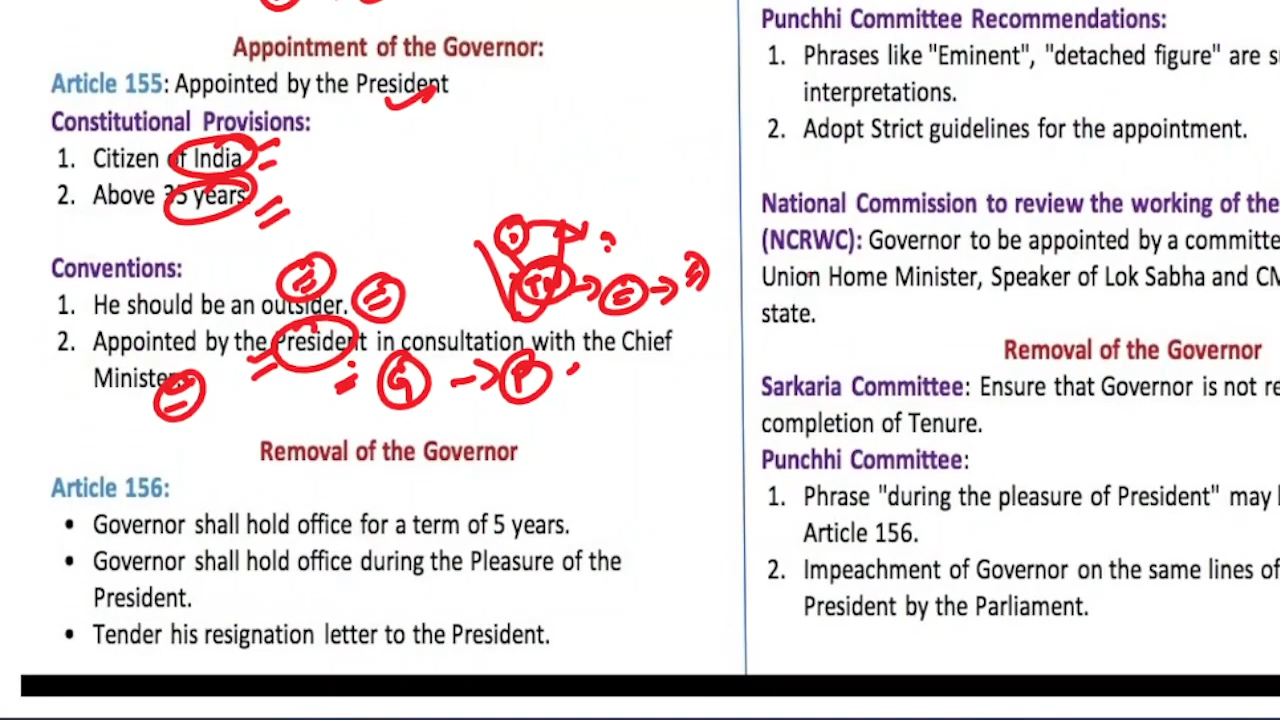 Appointment of the Governor:
Article 155: Appointed by the President
Constitutional Provisions:
1. Citizen of India
2. Above 35 years
Conventions:
1. He should be an outsider.
2. Appointed by the President in consultation with the Chief
Minister.
Removal of the Governor
Article 156:
• Governor shall hold office for a term of 5 years.
• Governor shall hold office during the Pleasure of the
President.
• Tender his resignation letter to the President.
Punchhi Committee Recommendations:
1. Phrases like "Eminent", "detached figure" are
interpretations.
2. Adopt Strict guidelines for the appointment.
National Commission to review the working of the
(NCRWC): Governor to be appointed by a committe
Union Home Minister, Speaker of Lok Sabha and
state.
Removal of the Governor
Sarkaria Committee: Ensure that Governor is not
completion of Tenure.
Punchhi Committee:
1. Phrase "during the pleasure of President" may
Article 156.
2. Impeachment of Governor on the same lines of
President by the Parliament.